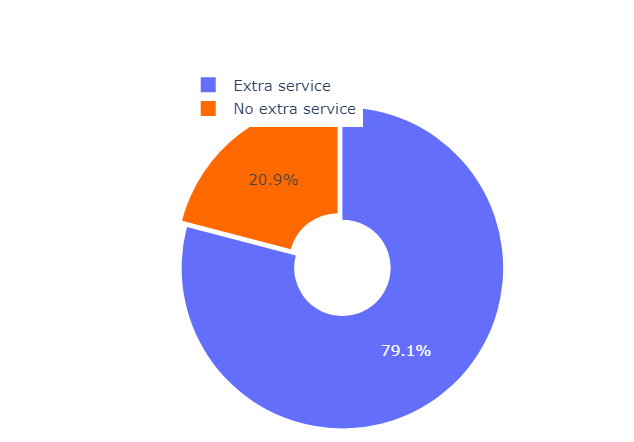 Extra service
No extra service
20.9%
79.1%